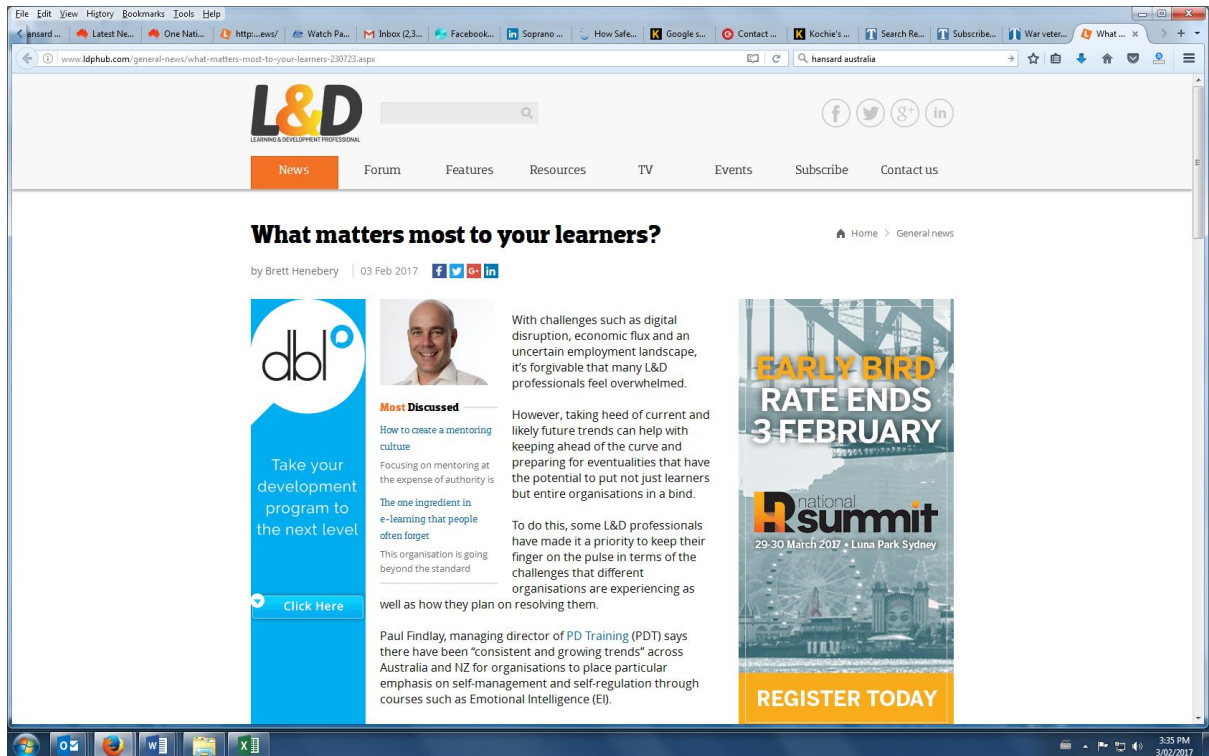 File Edit View History Bookmarks Tools Help
ansard ...
Latest Ne...
One Nati...
http:...ews/
Watch Pa...
Inbox (2,3...
Facebook...
Soprano ...
How Safe...
Google s...
Contact ...
Kochie's ...
Search Re...
Subscribe...
War veter...
What ...
www.ldphub.com/general-news/what-matters-most-to-your-learners-230723.aspx
hansard australia
L&D
LEARNING & DEVELOPMENT PROFESSIONAL
News Forum Features Resources TV Events Subscribe Contact us
What matters most to your learners?
Home > General news
by Brett Henebery | 03 Feb 2017
dbl
Take your
development
program to
the next level
Click Here
Most Discussed
How to create a mentoring
culture
Focusing on mentoring at
the expense of authority is
The one ingredient in
e-learning that people
often forget
This organisation is going
beyond the standard
With challenges such as digital
disruption, economic flux and an
uncertain employment landscape,
it's forgivable that many L&D
professionals feel overwhelmed.
However, taking heed of current and
likely future trends can help with
keeping ahead of the curve and
preparing for eventualities that have
the potential to put not just learners
but entire organisations in a bind.
To do this, some L&D professionals
have made it a priority to keep their
finger on the pulse in terms of the
challenges that different
organisations are experiencing as
well as how they plan on resolving them.
Paul Findlay, managing director of PD Training (PDT) says
there have been “consistent and growing trends” across
Australia and NZ for organisations to place particular
emphasis on self-management and self-regulation through
courses such as Emotional Intelligence (EI).
EARLY BIRD
RATE ENDS
3 FEBRUARY
HR national
summit
29-30 March 2017 • Luna Park Sydney
REGISTER TODAY
3:35 PM
3/02/2017